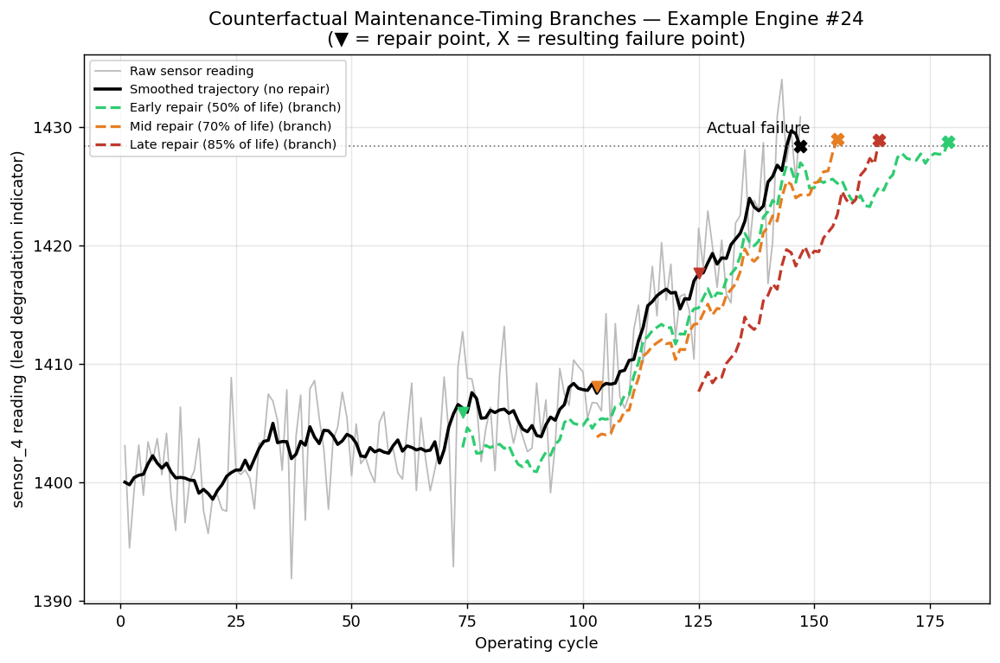 Counterfactual Maintenance-Timing Branches — Example Engine #24
(▼ = repair point, X = resulting failure point)
Raw sensor reading
Smoothed trajectory (no repair)
Early repair (50% of life) (branch)
Mid repair (70% of life) (branch)
Late repair (85% of life) (branch)
Actual failure
1430
1420
1410
1400
1390
sensor_4 reading (lead degradation indicator)
0 25 50 75 100 125 150 175
Operating cycle